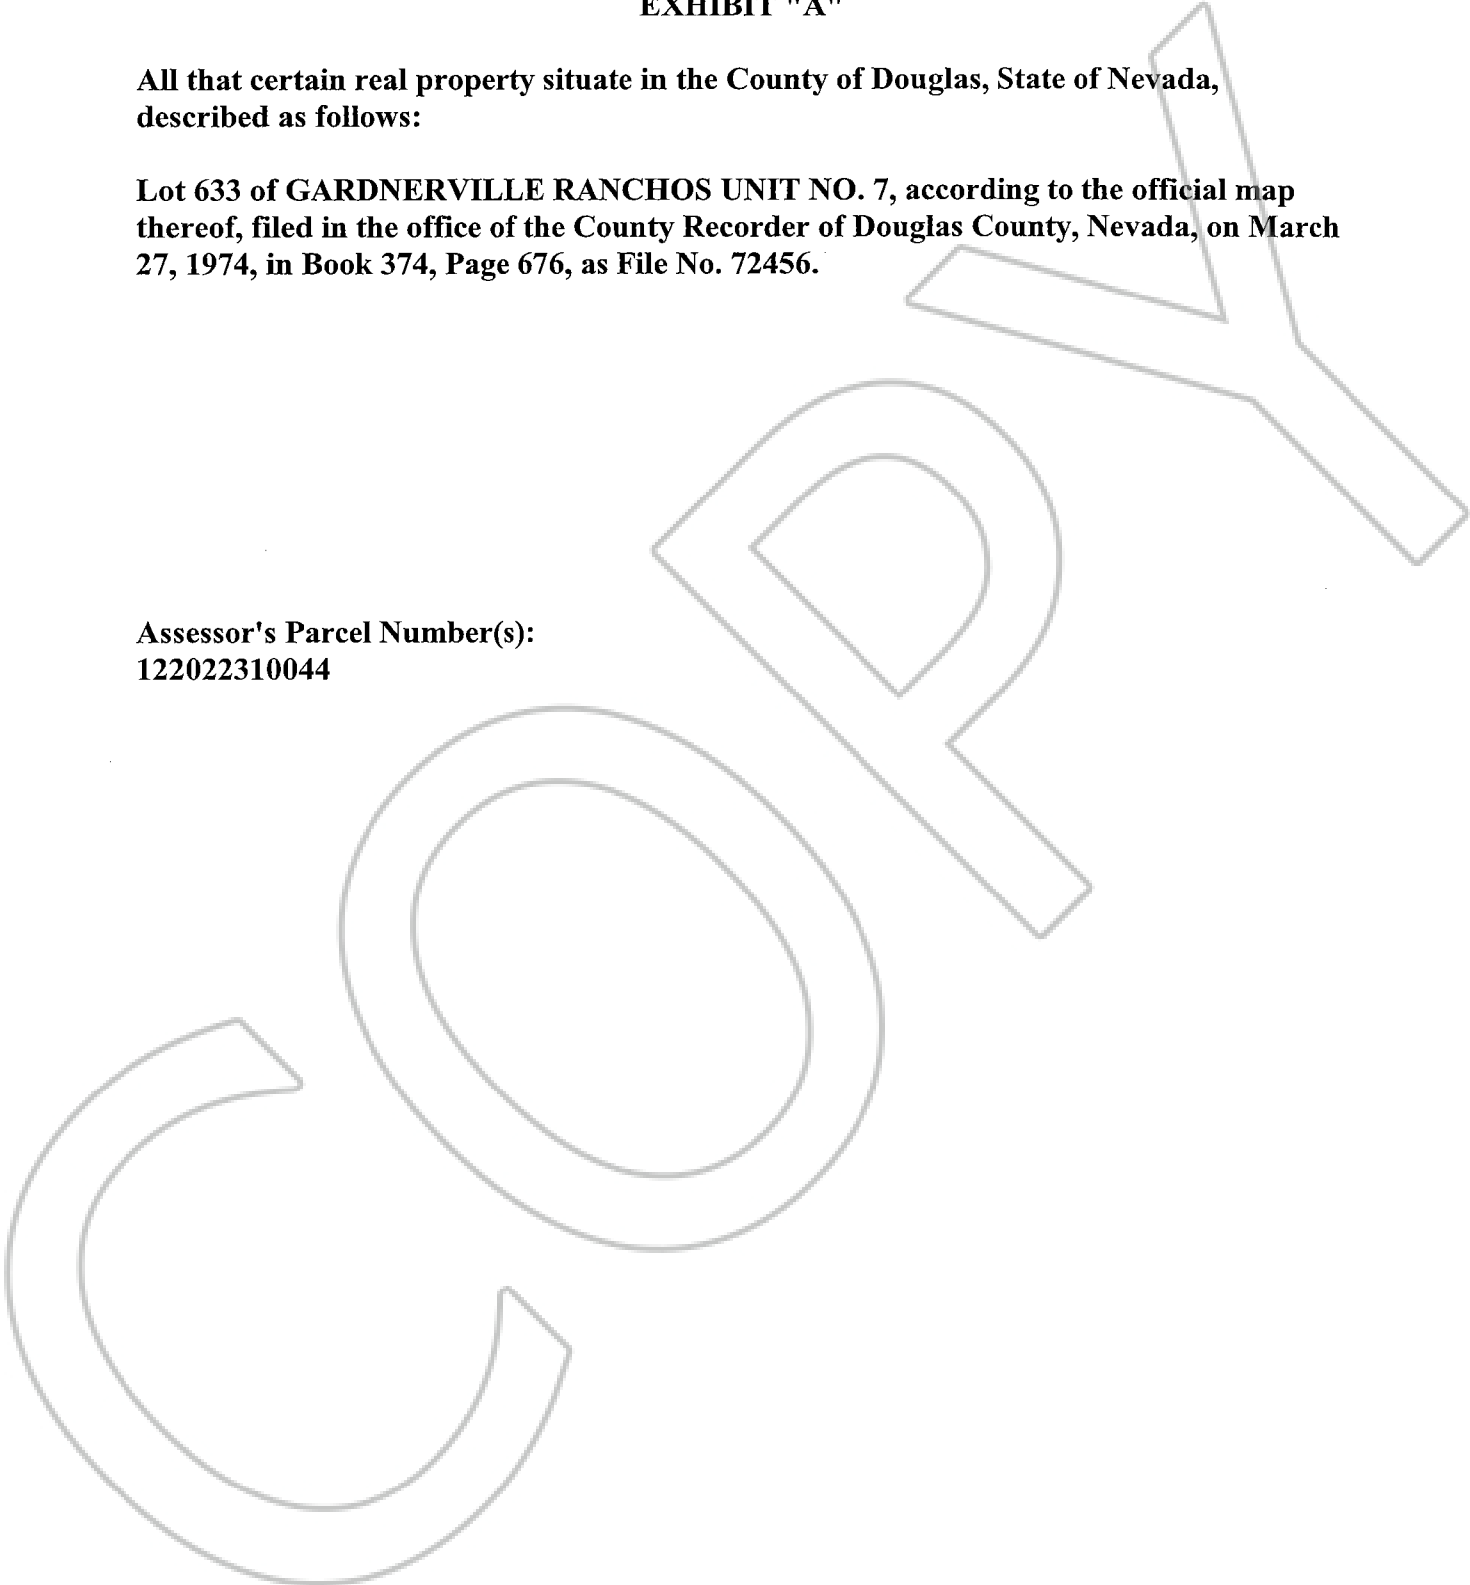 EXHIBIT "A"
All that certain real property situate in the County of Douglas, State of Nevada,
described as follows:
Lot 633 of GARDNERVILLE RANCHOS UNIT NO. 7, according to the official map
thereof, filed in the office of the County Recorder of Douglas County, Nevada, on March
27, 1974, in Book 374, Page 676, as File No. 72456.
Assessor's Parcel Number(s):
122022310044
COPY